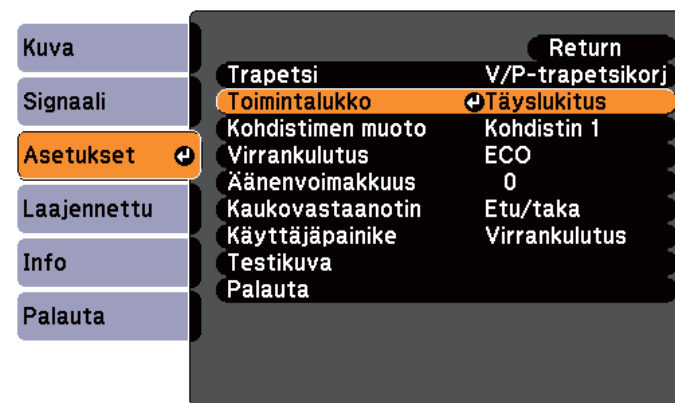 Kuva
Signaali
Asetukset
Laajennettu
Info
Palauta
Return
Trapetsi V/P-trapetsikorj
Toimintalukko Täyslukitus
Kohdistimen muoto Kohdistin 1
Virrankulutus ECO
Äänenvoimakkuus 0
Kaukovastaanotin Etu/taka
Käyttäjäpainike Virrankulutus
Testikuva
Palauta